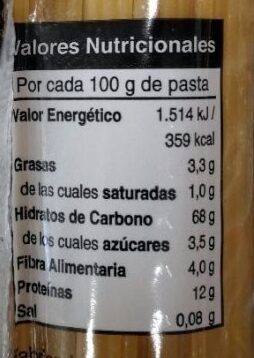 Valores Nutricionales
Por cada 100 g de pasta
Valor Energético 1.514 kJ/
359 kcal
Grasas 3,3 g
de las cuales saturadas 1,0 g
Hidratos de Carbono 68 g
de los cuales azúcares 3,5 g
Fibra Alimentaria 4,0 g
Proteínas 12 g
Sal 0,08 g